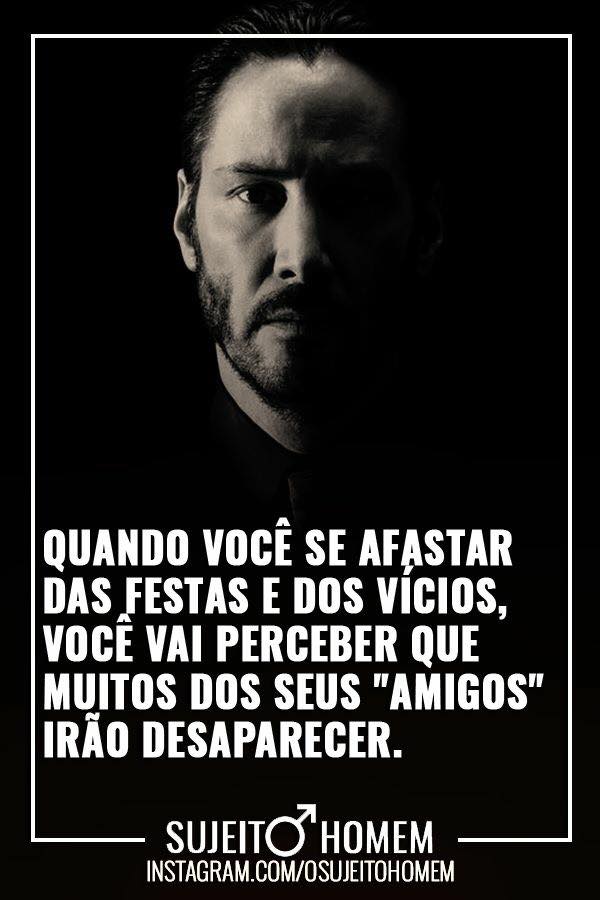 QUANDO VOCÊ SE AFASTAR
DAS FESTAS E DOS VÍCIOS,
VOCÊ VAI PERCEBER QUE
MUITOS DOS SEUS "AMIGOS"
IRÃO DESAPARECER.
SUJEITO HOMEM
INSTAGRAM.COM/OSUJEITOHOMEM